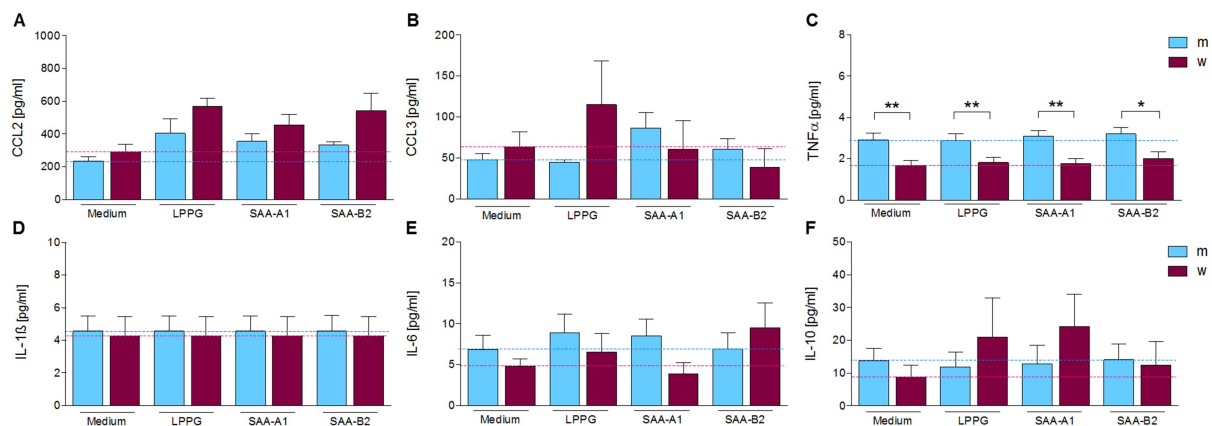 A
CCL2 [pg/ml]
1000
800
600
400
200
0
Medium LPPG SAA-A1 SAA-B2
B
CCL3 [pg/ml]
200
150
100
50
0
Medium LPPG SAA-A1 SAA-B2
C
TNFα [pg/ml]
8
6
4
2
0
** ** ** *
Medium LPPG SAA-A1 SAA-B2
m
w
D
IL-1ß [pg/ml]
10
8
6
4
2
0
Medium LPPG SAA-A1 SAA-B2
E
IL-6 [pg/ml]
20
15
10
5
0
Medium LPPG SAA-A1 SAA-B2
F
IL-10 [pg/ml]
50
40
30
20
10
0
Medium LPPG SAA-A1 SAA-B2
m
w